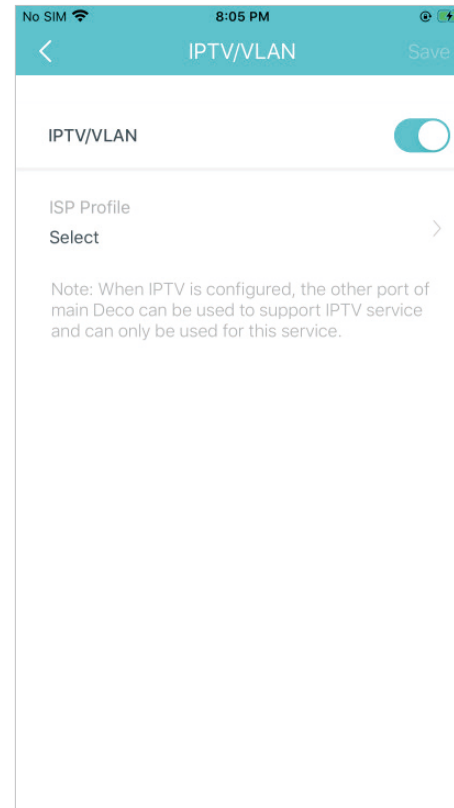 No SIM 8:05 PM
IPTV/VLAN Save
IPTV/VLAN
ISP Profile
Select
Note: When IPTV is configured, the other port of
main Deco can be used to support IPTV service
and can only be used for this service.